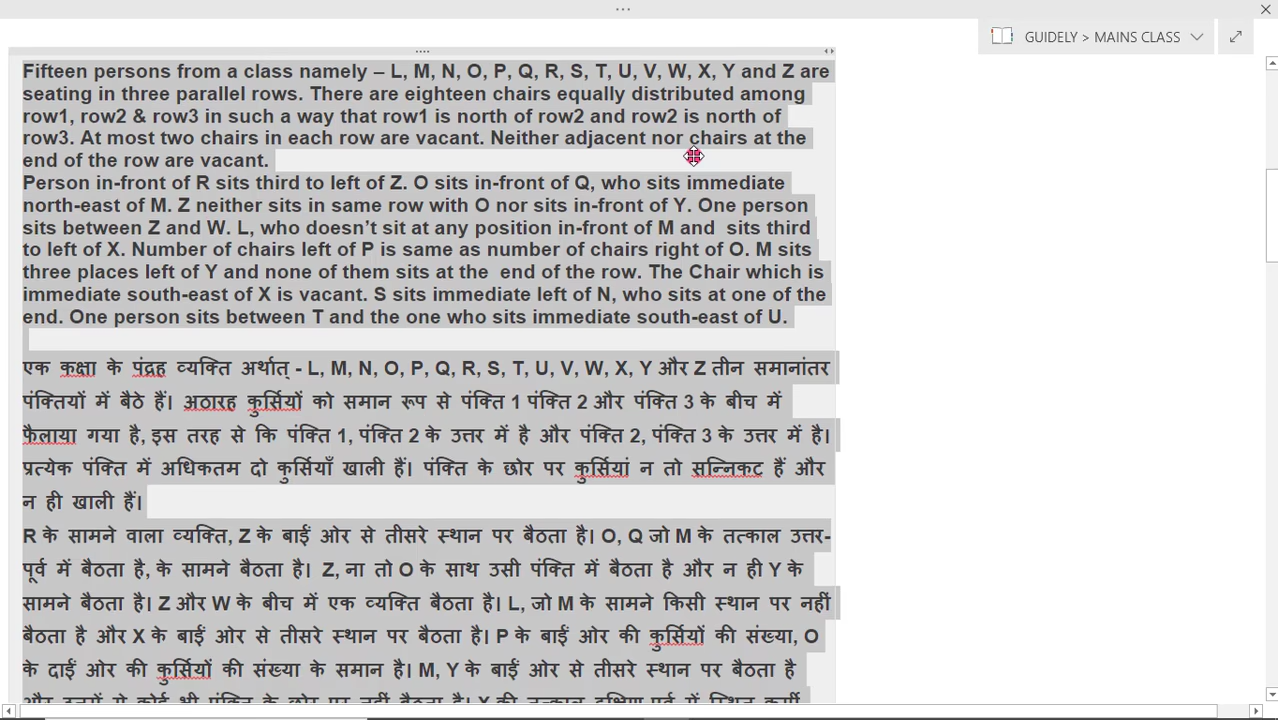 GUIDELY > MAINS CLASS
Fifteen persons from a class namely – L, M, N, O, P, Q, R, S, T, U, V, W, X, Y and Z are
seating in three parallel rows. There are eighteen chairs equally distributed among
row1, row2 & row3 in such a way that row1 is north of row2 and row2 is north of
row3. At most two chairs in each row are vacant. Neither adjacent nor chairs at the
end of the row are vacant.
Person in-front of R sits third to left of Z. O sits in-front of Q, who sits immediate
north-east of M. Z neither sits in same row with O nor sits in-front of Y. One person
sits between Z and W. L, who doesn’t sit at any position in-front of M and sits third
to left of X. Number of chairs left of P is same as number of chairs right of O. M sits
three places left of Y and none of them sits at the end of the row. The Chair which is
immediate south-east of X is vacant. S sits immediate left of N, who sits at one of the
end. One person sits between T and the one who sits immediate south-east of U.
एक कक्षा के पंद्रह व्यक्ति अर्थात् - L, M, N, O, P, Q, R, S, T, U, V, W, X, Y और Z तीन समानांतर
पंक्तियों में बैठे हैं। अठारह कुर्सियों को समान रूप से पंक्ति 1 पंक्ति 2 और पंक्ति 3 के बीच में
फैलाया गया है, इस तरह से कि पंक्ति 1, पंक्ति 2 के उत्तर में है और पंक्ति 2, पंक्ति 3 के उत्तर में है।
प्रत्येक पंक्ति में अधिकतम दो कुर्सियाँ खाली हैं। पंक्ति के छोर पर कुर्सियां न तो सन्निकट हैं और
न ही खाली हैं।
R के सामने वाला व्यक्ति, Z के बाईं ओर से तीसरे स्थान पर बैठता है। O, Q जो M के तत्काल उत्तर-
पूर्व में बैठता है, के सामने बैठता है। Z, ना तो O के साथ उसी पंक्ति में बैठता है और न ही Y के
सामने बैठता है। Z और W के बीच में एक व्यक्ति बैठता है। L, जो M के सामने किसी स्थान पर नहीं
बैठता है और X के बाईं ओर से तीसरे स्थान पर बैठता है। P के बाईं ओर की कुर्सियों की संख्या, O
के दाईं ओर की कुर्सियों की संख्या के समान है। M, Y के बाईं ओर से तीसरे स्थान पर बैठता है